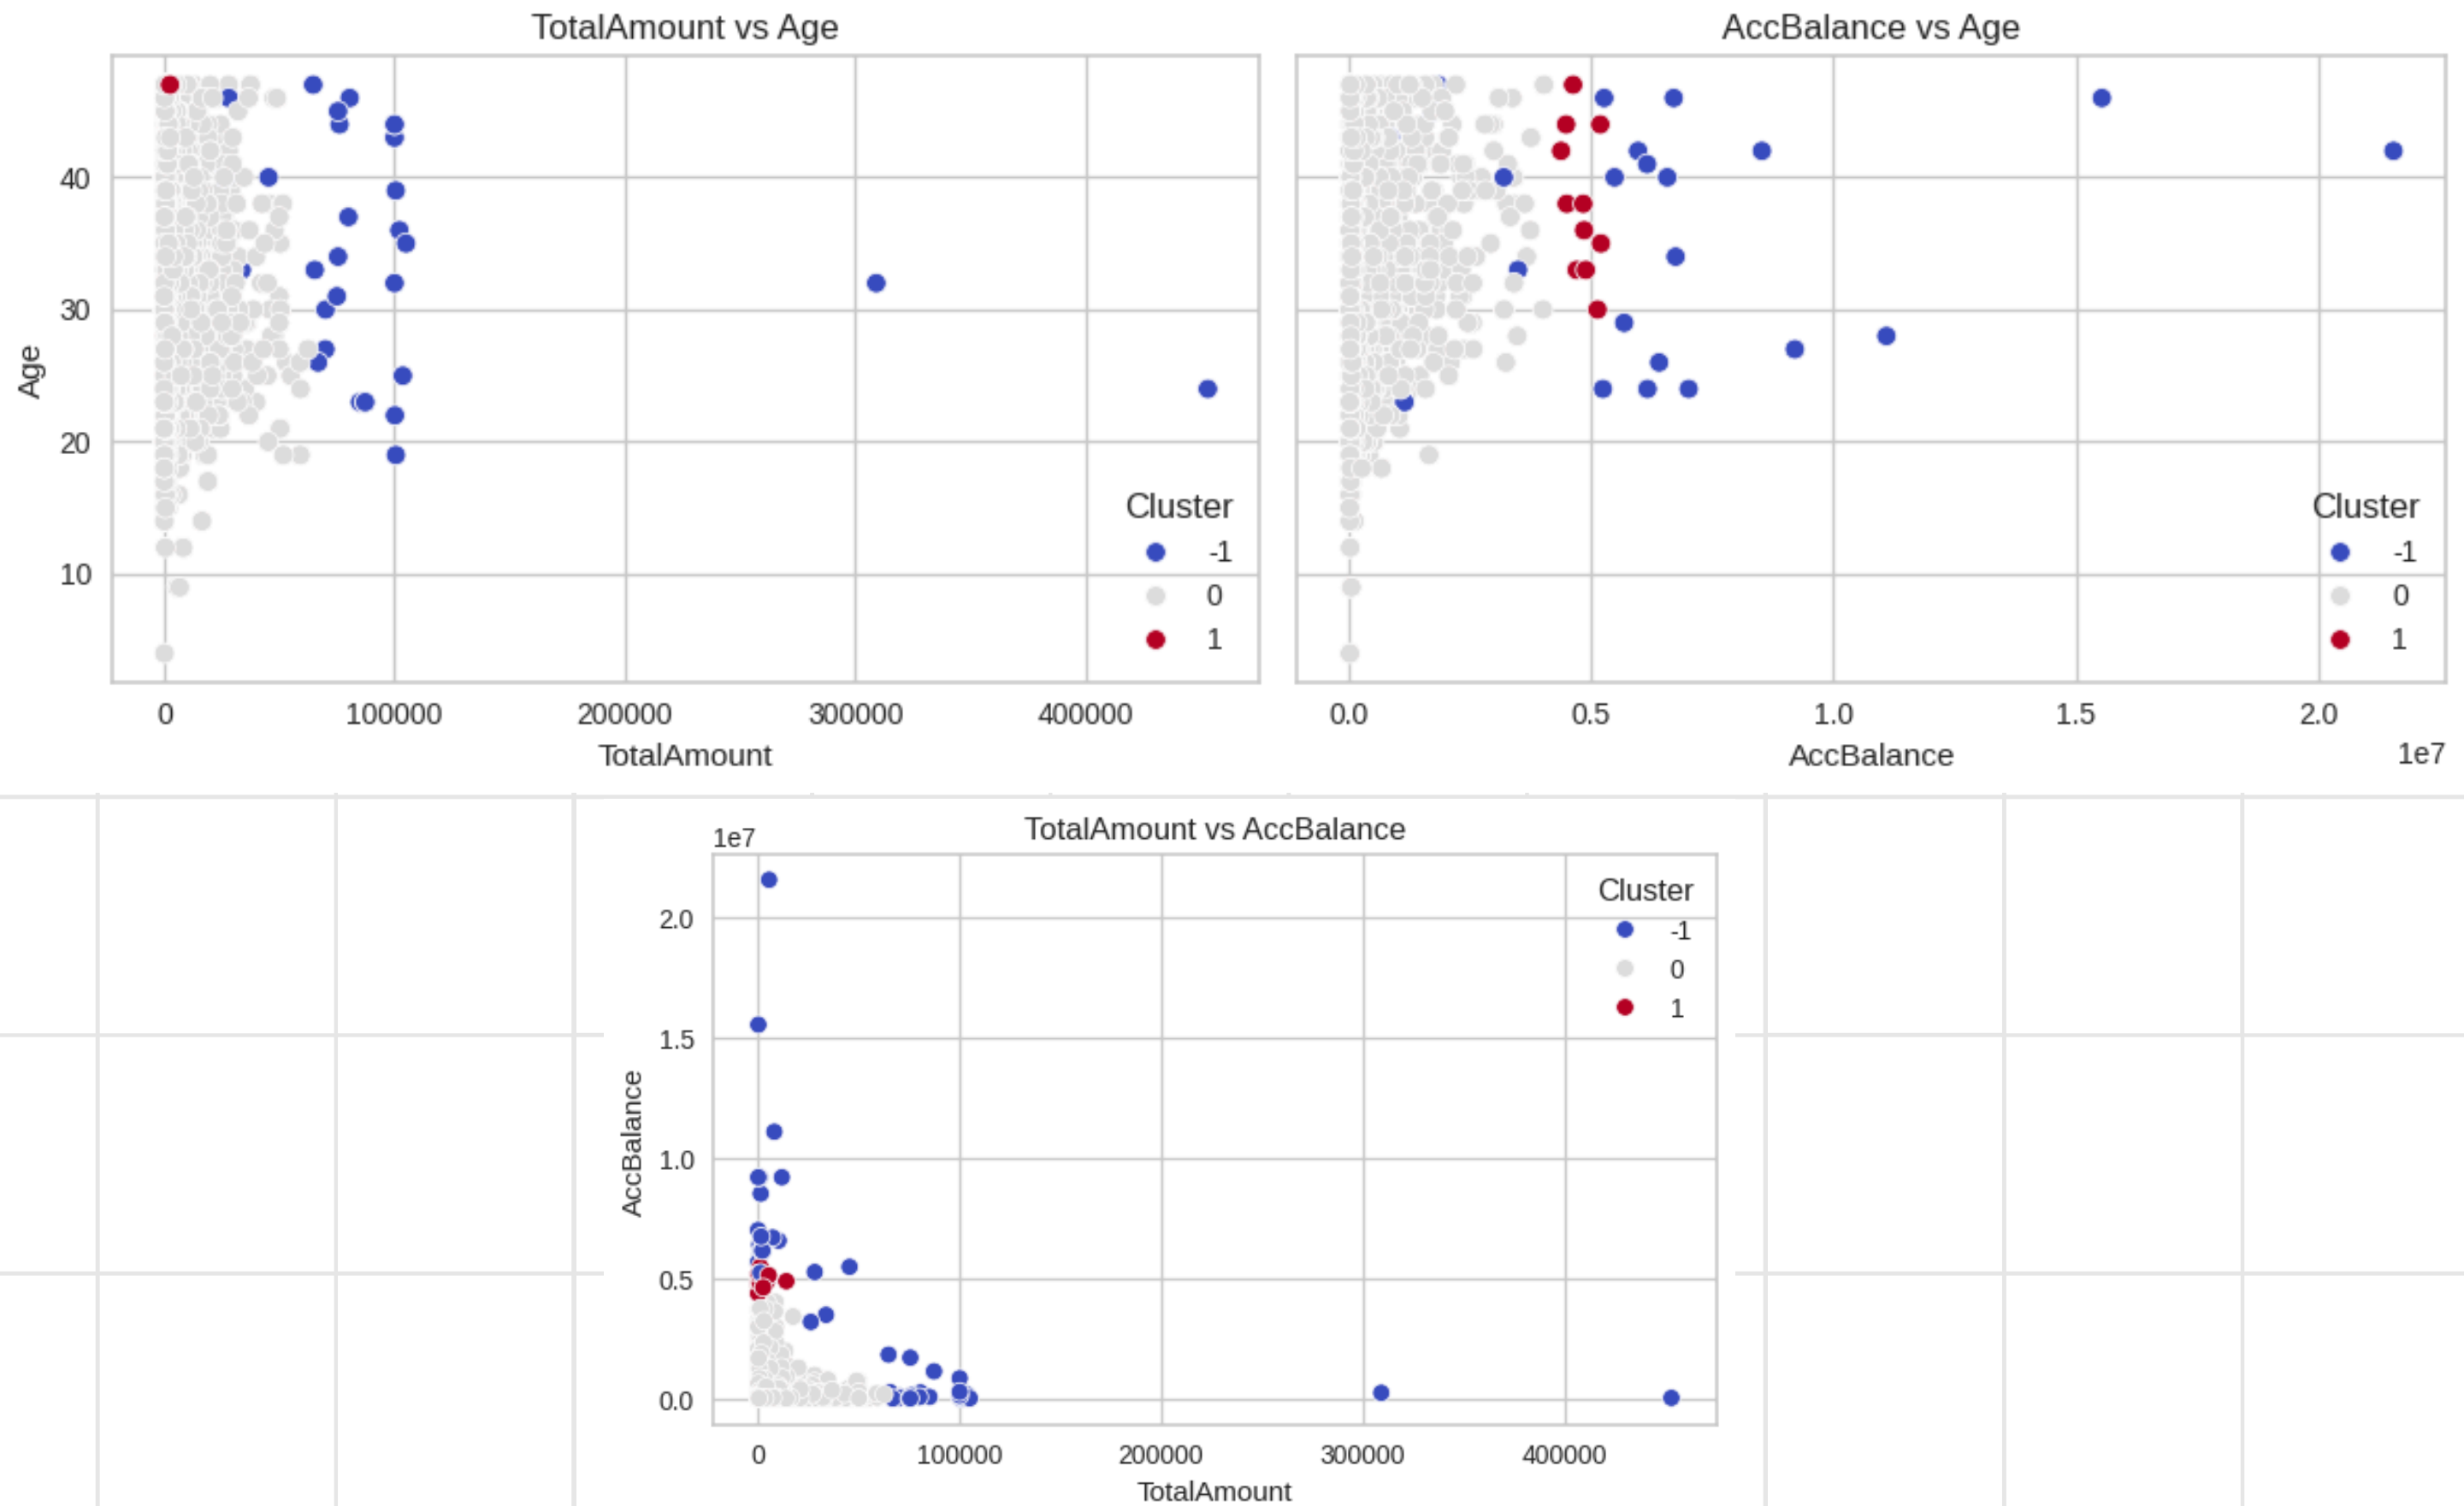 TotalAmount vs Age
Age
40
30
20
10
0 100000 200000 300000 400000
TotalAmount
Cluster
-1
0
1
AccBalance vs Age
0.0 0.5 1.0 1.5 2.0
AccBalance
1e7
Cluster
-1
0
1
TotalAmount vs AccBalance
1e7
AccBalance
2.0
1.5
1.0
0.5
0.0
0 100000 200000 300000 400000
TotalAmount
Cluster
-1
0
1